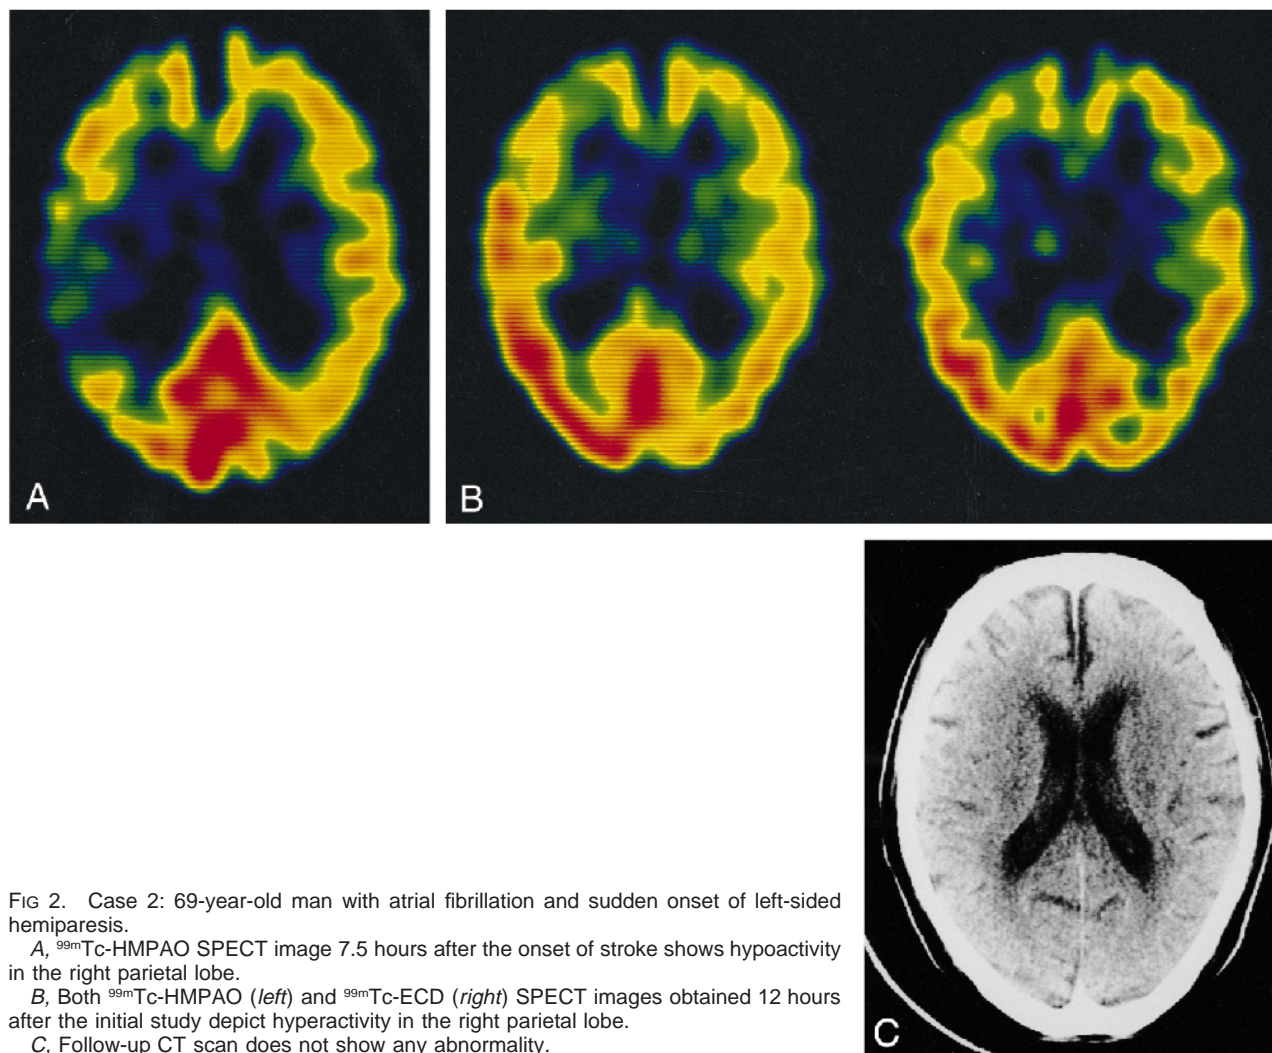 A
B
C
FIG 2. Case 2: 69-year-old man with atrial fibrillation and sudden onset of left-sided
hemiparesis.
A, ⁹⁹ᵐTc-HMPAO SPECT image 7.5 hours after the onset of stroke shows hypoactivity
in the right parietal lobe.
B, Both ⁹⁹ᵐTc-HMPAO (left) and ⁹⁹ᵐTc-ECD (right) SPECT images obtained 12 hours
after the initial study depict hyperactivity in the right parietal lobe.
C, Follow-up CT scan does not show any abnormality.